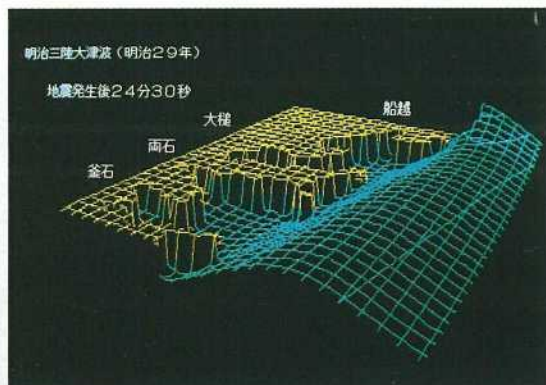 明治三陸大津波（明治２９年）
地震発生後２４分３０秒
船越
大槌
両石
釜石